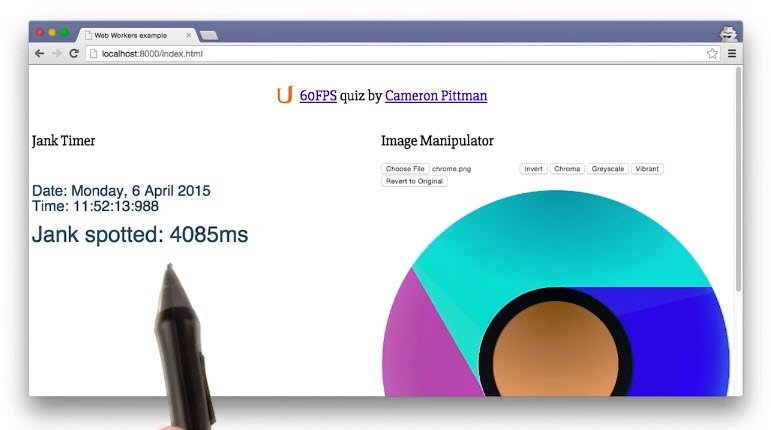 Web Workers example
localhost:8000/index.html
60FPS quiz by Cameron Pittman
Jank Timer
Date: Monday, 6 April 2015
Time: 11:52:13:988
Jank spotted: 4085ms
Image Manipulator
Choose File chrome.png Invert Chroma Greyscale Vibrant
Revert to Original